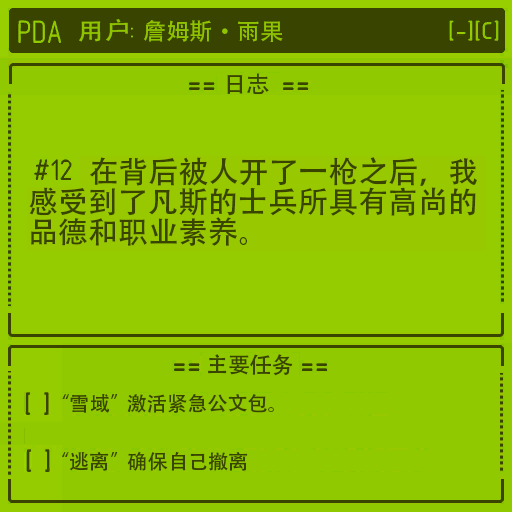 PDA 用户: 詹姆斯·雨果 [-][C]
== 日志 ==
#12 在背后被人开了一枪之后，我
感受到了凡斯的士兵所具有高尚的
品德和职业素养。
== 主要任务 ==
[ ] “雪域” 激活紧急公文包。
[ ] “逃离” 确保自己撤离